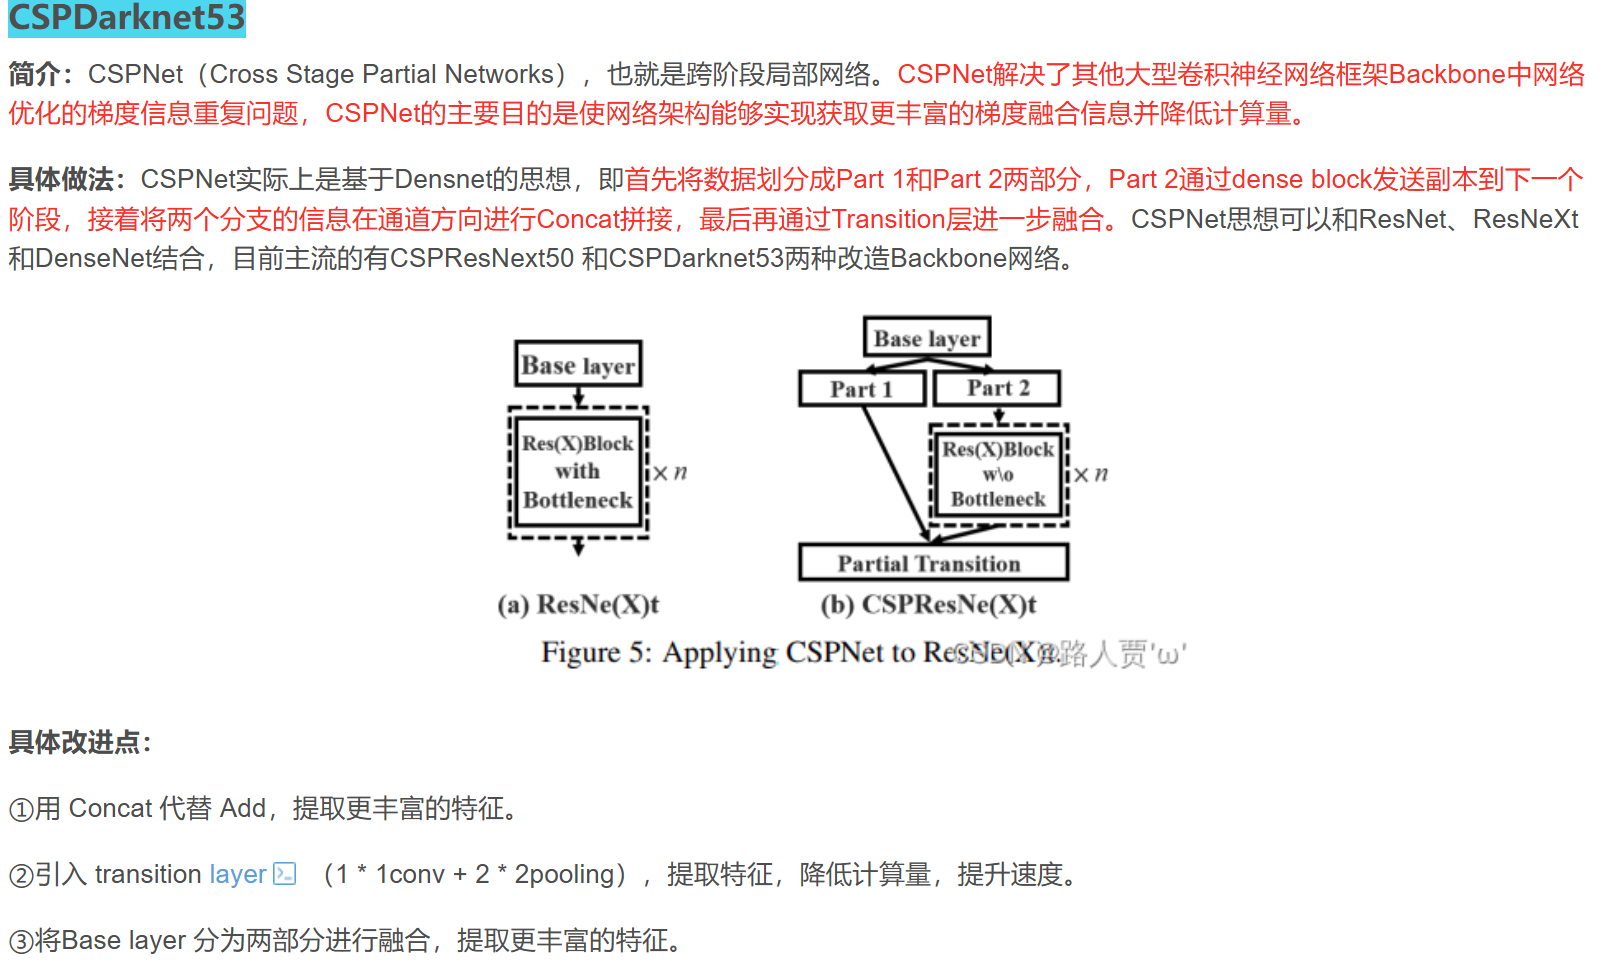 CSPDarknet53
简介：CSPNet（Cross Stage Partial Networks），也就是跨阶段局部网络。CSPNet解决了其他大型卷积神经网络框架Backbone中网络
优化的梯度信息重复问题，CSPNet的主要目的是使网络架构能够实现获取更丰富的梯度融合信息并降低计算量。
具体做法：CSPNet实际上是基于Densnet的思想，即首先将数据划分成Part 1和Part 2两部分，Part 2通过dense block发送副本到下一个
阶段，接着将两个分支的信息在通道方向进行Concat拼接，最后再通过Transition层进一步融合。CSPNet思想可以和ResNet、ResNeXt
和DenseNet结合，目前主流的有CSPResNext50 和CSPDarknet53两种改造Backbone网络。
Base layer
Res(X)Block
with
Bottleneck
× n
(a) ResNe(X)t
Base layer
Part 1
Part 2
Res(X)Block
w\o
Bottleneck
× n
Partial Transition
(b) CSPResNe(X)t
Figure 5: Applying CSPNet to ResNe(X)t.
CSDN @路人贾'ω'
具体改进点：
①用 Concat 代替 Add，提取更丰富的特征。
②引入 transition layer （1 * 1conv + 2 * 2pooling），提取特征，降低计算量，提升速度。
③将Base layer 分为两部分进行融合，提取更丰富的特征。